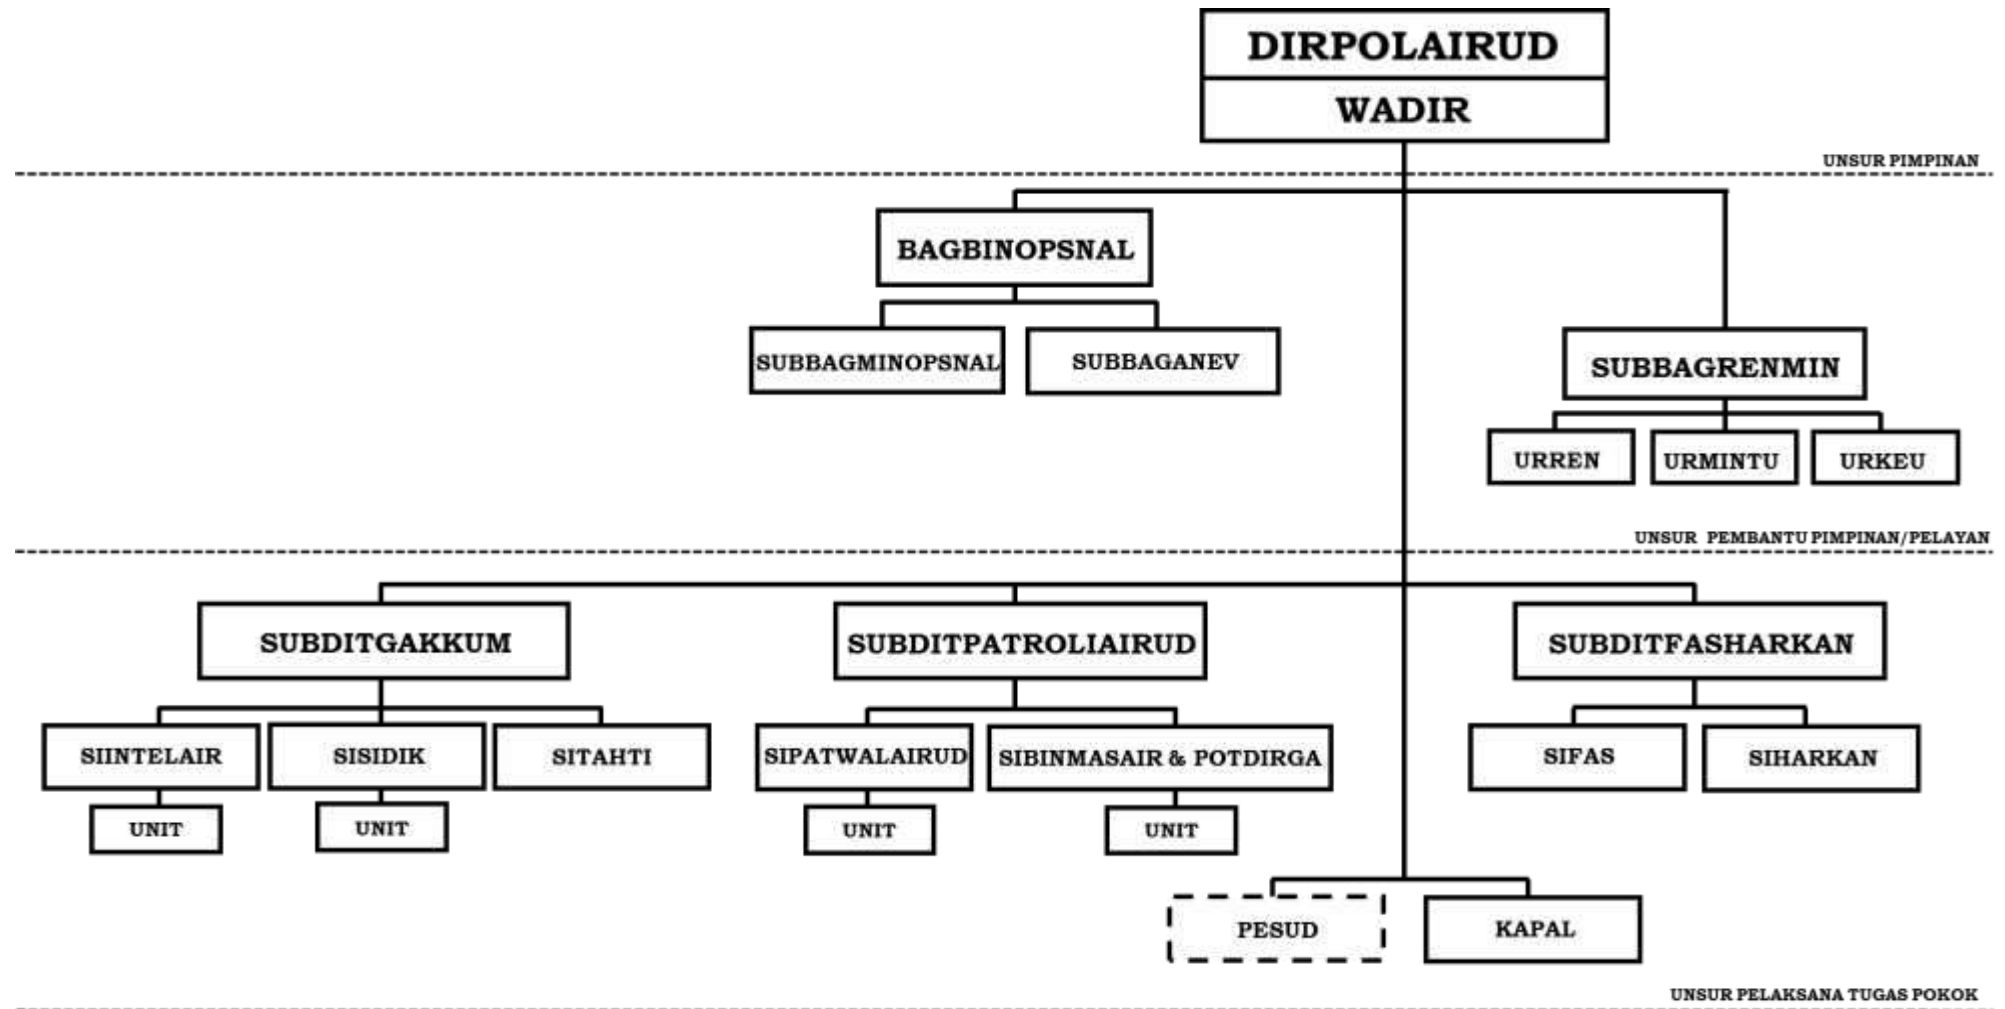 DIRPOLAIRUD
WADIR
UNSUR PIMPINAN
BAGBINOPSNAL
SUBBAGMINOPSNAL
SUBBAGANEV
SUBBAGRENMIN
URREN
URMINTU
URKEU
UNSUR PEMBANTU PIMPINAN/PELAYAN
SUBDITGAKKUM
SUBDITPATROLIAIRUD
SUBDITFASHARKAN
SIINTELAIR
SISIDIK
SITAHTI
SIPATWALAIRUD
SIBINMASAIR & POTDIRGA
SIFAS
SIHARKAN
UNIT
UNIT
UNIT
UNIT
PESUD
KAPAL
UNSUR PELAKSANA TUGAS POKOK